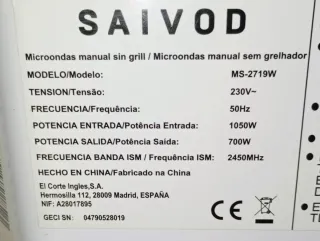 SAIVOD
Microondas manual sin grill / Microondas manual sem grelhador
MODELO/Modelo: MS-2719W
TENSION/Tensão: 230V~
FRECUENCIA/Frequência: 50Hz
POTENCIA ENTRADA/Potência Entrada: 1050W
POTENCIA SALIDA/Potência Saída: 700W
FRECUENCIA BANDA ISM/ Frequência ISM: 2450MHz
HECHO EN CHINA/Fabricado na China
El Corte Ingles,S.A.
Hermosilla 112, 28009 Madrid, ESPAÑA
NIF: A28017895
GECI SN: 04790528019